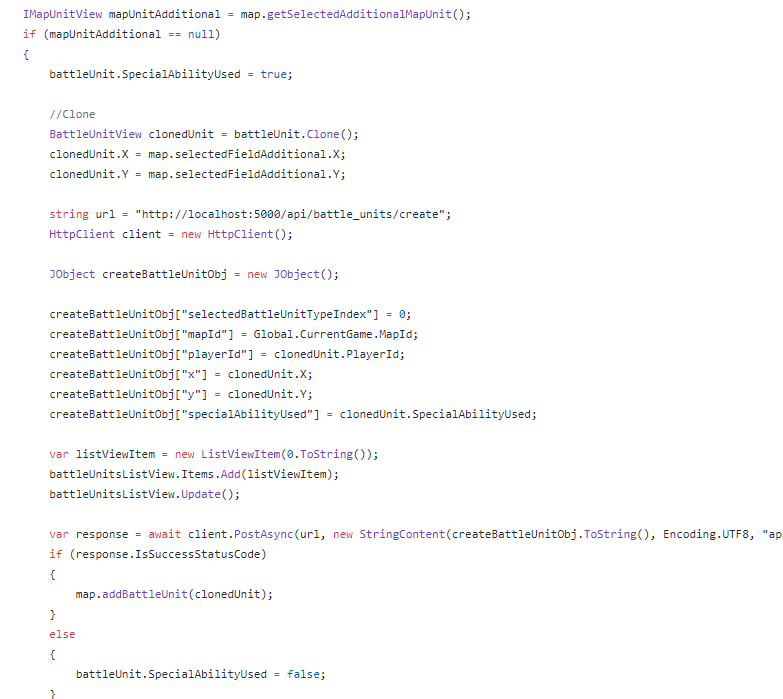 IMapUnitView mapUnitAdditional = map.getSelectedAdditionalMapUnit();
if (mapUnitAdditional == null)
{
battleUnit.SpecialAbilityUsed = true;
//Clone
BattleUnitView clonedUnit = battleUnit.Clone();
clonedUnit.X = map.selectedFieldAdditional.X;
clonedUnit.Y = map.selectedFieldAdditional.Y;
string url = "http://localhost:5000/api/battle_units/create";
HttpClient client = new HttpClient();
JObject createBattleUnitObj = new JObject();
createBattleUnitObj["selectedBattleUnitTypeIndex"] = 0;
createBattleUnitObj["mapId"] = Global.CurrentGame.MapId;
createBattleUnitObj["playerId"] = clonedUnit.PlayerId;
createBattleUnitObj["x"] = clonedUnit.X;
createBattleUnitObj["y"] = clonedUnit.Y;
createBattleUnitObj["specialAbilityUsed"] = clonedUnit.SpecialAbilityUsed;
var listViewItem = new ListViewItem(0.ToString());
battleUnitsListView.Items.Add(listViewItem);
battleUnitsListView.Update();
var response = await client.PostAsync(url, new StringContent(createBattleUnitObj.ToString(), Encoding.UTF8, "ap
if (response.IsSuccessStatusCode)
{
map.addBattleUnit(clonedUnit);
}
else
{
battleUnit.SpecialAbilityUsed = false;
}